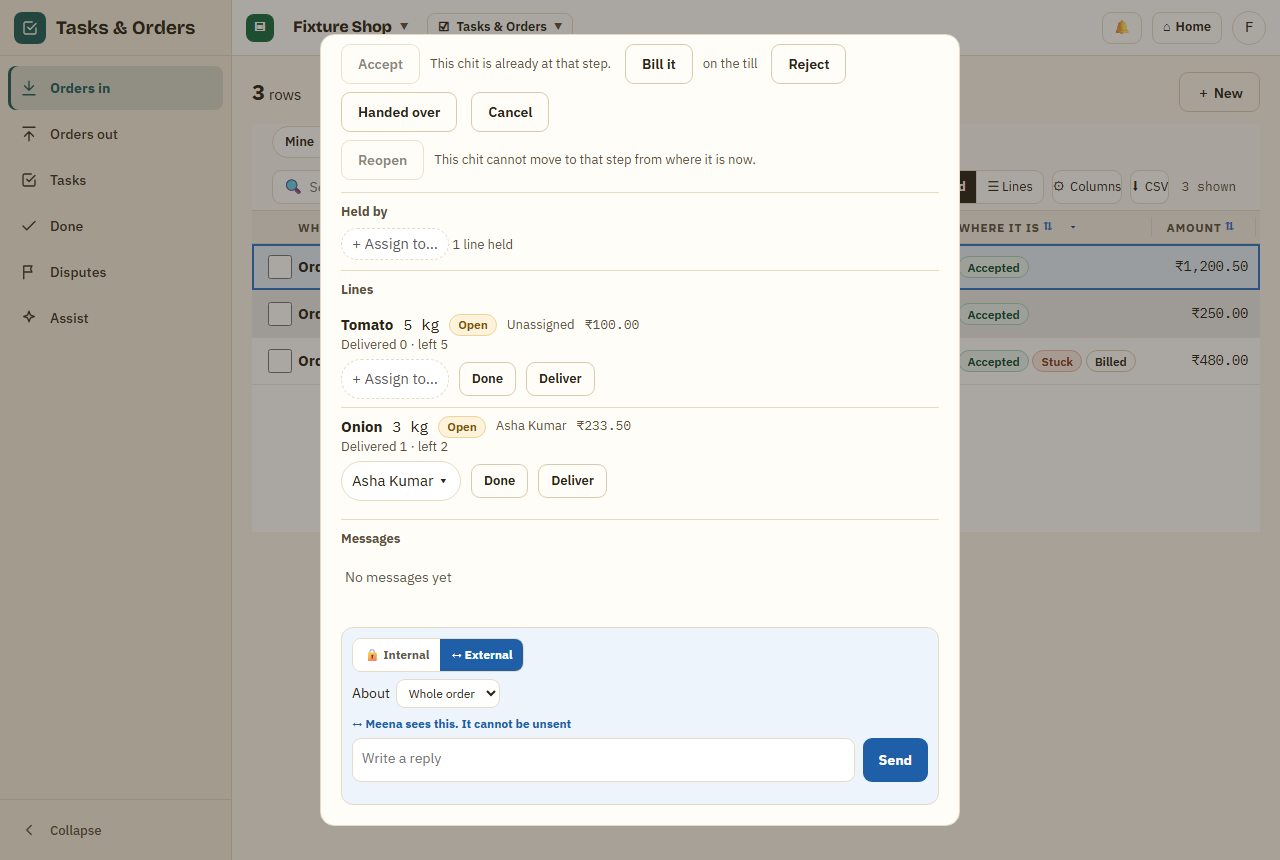 Tasks & Orders
Fixture Shop ▼
☑ Tasks & Orders ▼
⌂ Home
F
Orders in
Orders out
Tasks
Done
Disputes
Assist
Collapse
3 rows
+ New
Mine
☰ Lines
⚙ Columns
⬇ CSV
3 shown
WHERE IT IS ⇅
AMOUNT ⇅
Accepted
₹1,200.50
Accepted
₹250.00
Accepted
Stuck
Billed
₹480.00
Accept
This chit is already at that step.
Bill it
on the till
Reject
Handed over
Cancel
Reopen
This chit cannot move to that step from where it is now.
Held by
+ Assign to...
1 line held
Lines
Tomato 5 kg Open Unassigned ₹100.00
Delivered 0 · left 5
+ Assign to...
Done
Deliver
Onion 3 kg Open Asha Kumar ₹233.50
Delivered 1 · left 2
Asha Kumar ▾
Done
Deliver
Messages
No messages yet
🔒 Internal
↔ External
About Whole order
↔ Meena sees this. It cannot be unsent
Write a reply
Send